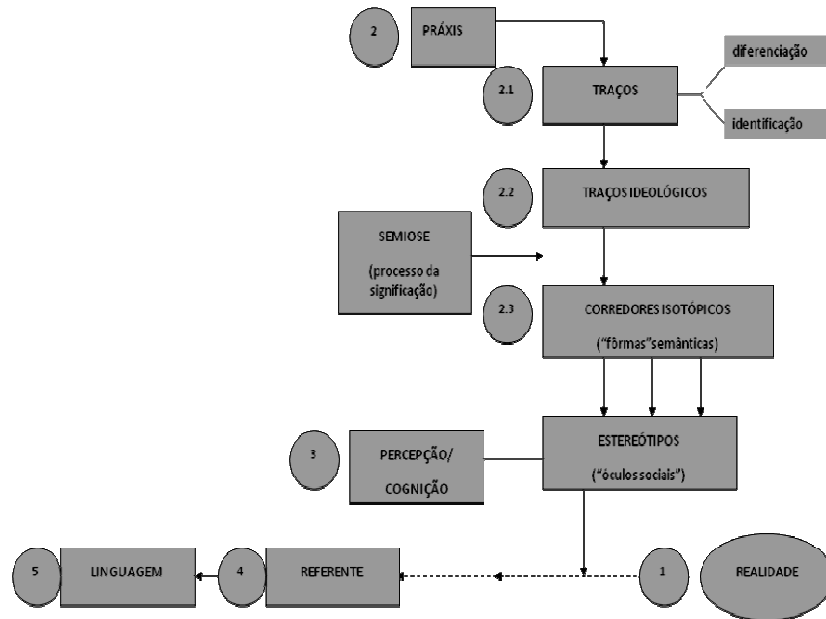 2
PRÁXIS
diferenciação
2.1
TRAÇOS
identificação
2.2
TRAÇOS IDEOLÓGICOS
SEMIOSE
(processo da
significação)
2.3
CORREDORES ISOTÓPICOS
("fôrmas"semânticas)
3
PERCEPÇÃO/
COGNIÇÃO
ESTEREÓTIPOS
("óculos sociais")
5
LINGUAGEM
4
REFERENTE
1
REALIDADE